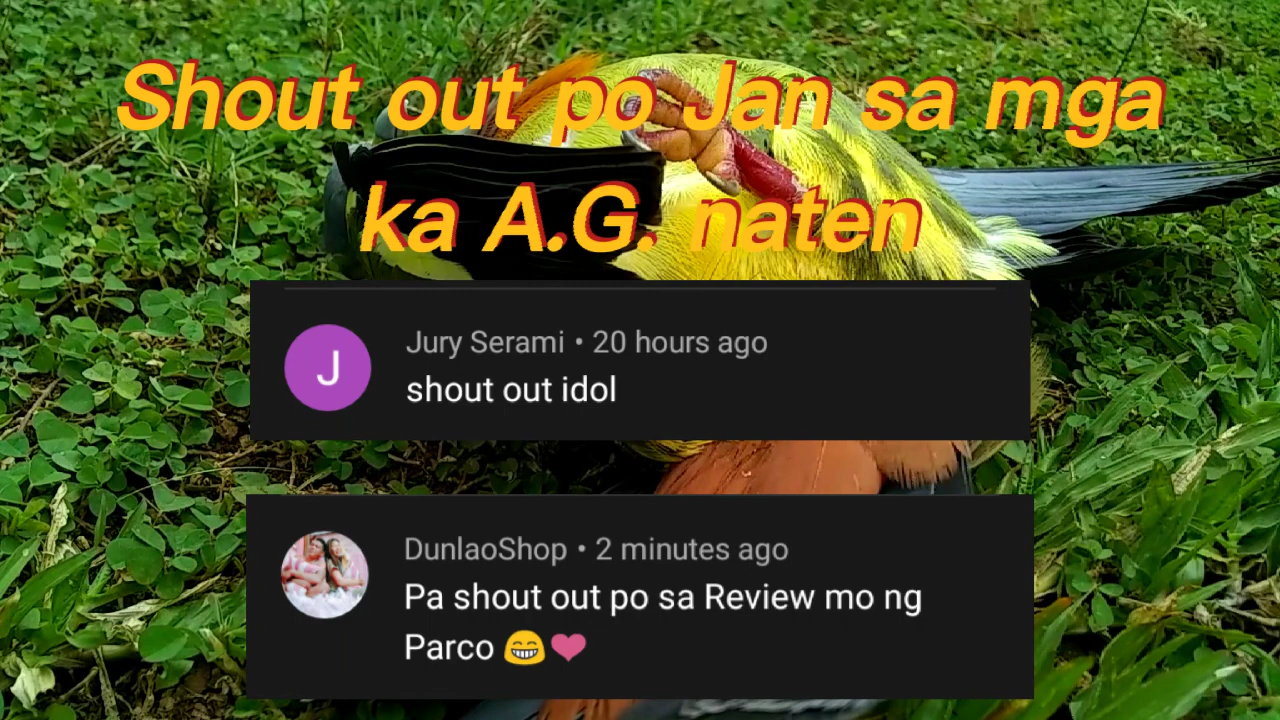 Shout out po Jan sa mga
ka A.G. naten
J
Jury Serami • 20 hours ago
shout out idol
DunlaoShop • 2 minutes ago
Pa shout out po sa Review mo ng
Parco 😁❤